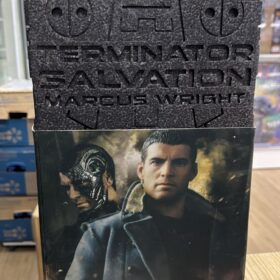 TERMINATOR
SALVATION
MARCUS WRIGHT